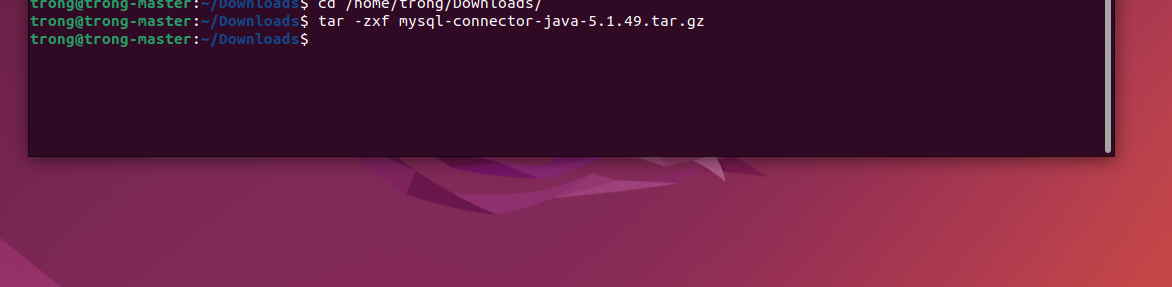 trong@trong-master:~/Downloads$ cd /home/trong/Downloads/
trong@trong-master:~/Downloads$ tar -zxf mysql-connector-java-5.1.49.tar.gz
trong@trong-master:~/Downloads$